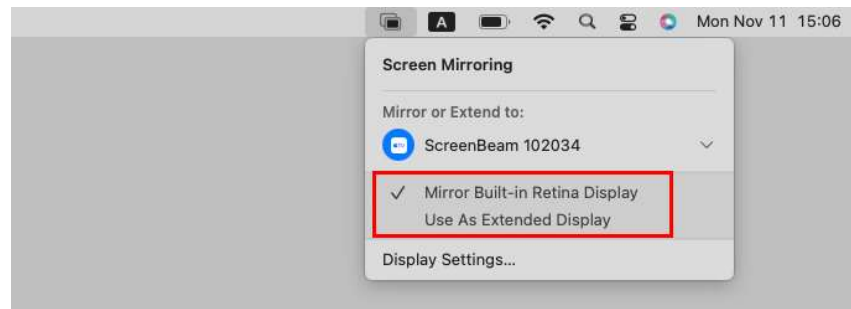 A
Mon Nov 11 15:06
Screen Mirroring
Mirror or Extend to:
ScreenBeam 102034
Mirror Built-in Retina Display
Use As Extended Display
Display Settings...